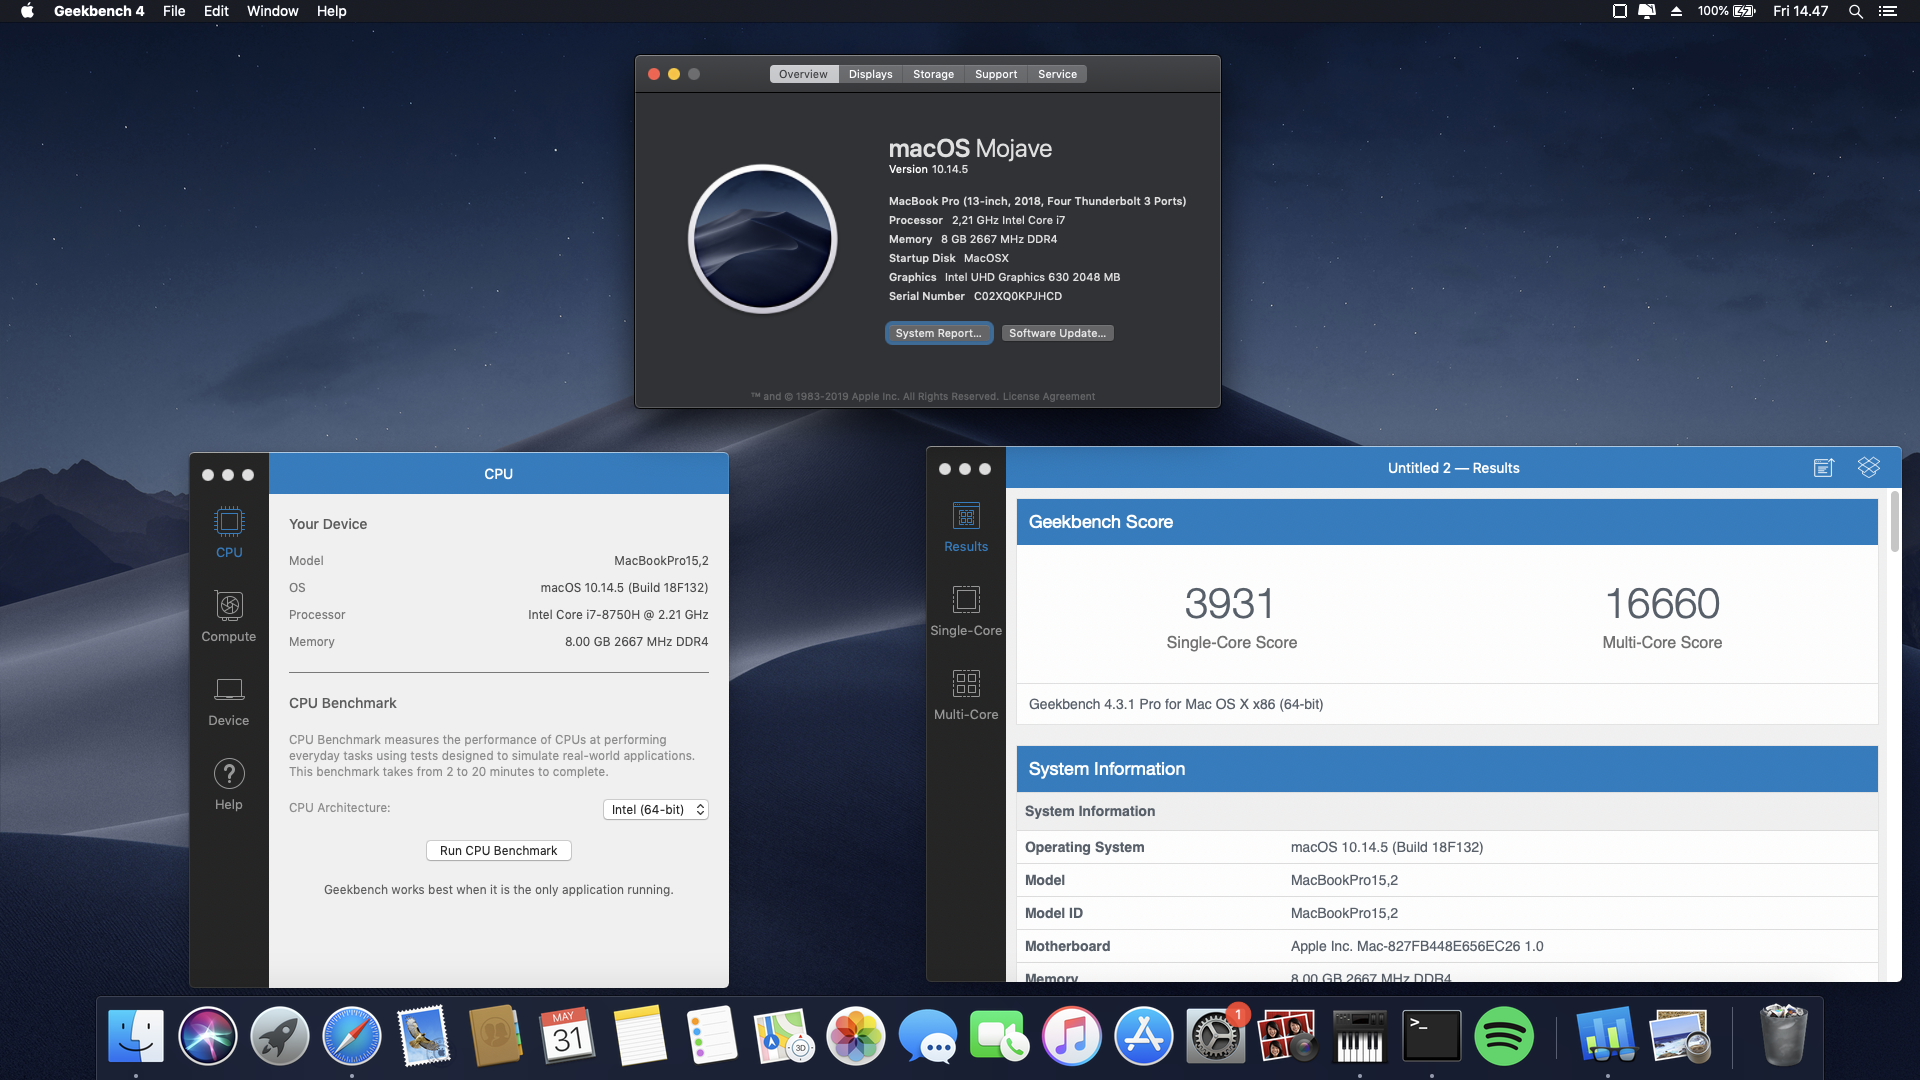 Geekbench 4 File Edit Window Help
100% Fri 14.47
Overview Displays Storage Support Service
macOS Mojave
Version 10.14.5
MacBook Pro (13-inch, 2018, Four Thunderbolt 3 Ports)
Processor 2,21 GHz Intel Core i7
Memory 8 GB 2667 MHz DDR4
Startup Disk MacOSX
Graphics Intel UHD Graphics 630 2048 MB
Serial Number C02XQ0KPJHCD
System Report... Software Update...
™ and © 1983-2019 Apple Inc. All Rights Reserved. License Agreement
CPU
CPU
Compute
Device
Help
Your Device
Model MacBookPro15,2
OS macOS 10.14.5 (Build 18F132)
Processor Intel Core i7-8750H @ 2.21 GHz
Memory 8.00 GB 2667 MHz DDR4
CPU Benchmark
CPU Benchmark measures the performance of CPUs at performing
everyday tasks using tests designed to simulate real-world applications.
This benchmark takes from 2 to 20 minutes to complete.
CPU Architecture: Intel (64-bit)
Run CPU Benchmark
Geekbench works best when it is the only application running.
Untitled 2 — Results
Results
Single-Core
Multi-Core
Geekbench Score
3931 16660
Single-Core Score Multi-Core Score
Geekbench 4.3.1 Pro for Mac OS X x86 (64-bit)
System Information
System Information
Operating System macOS 10.14.5 (Build 18F132)
Model MacBookPro15,2
Model ID MacBookPro15,2
Motherboard Apple Inc. Mac-827FB448E656EC26 1.0
Memory 8.00 GB 2667 MHz DDR4
MAY
31
3D
1
>_